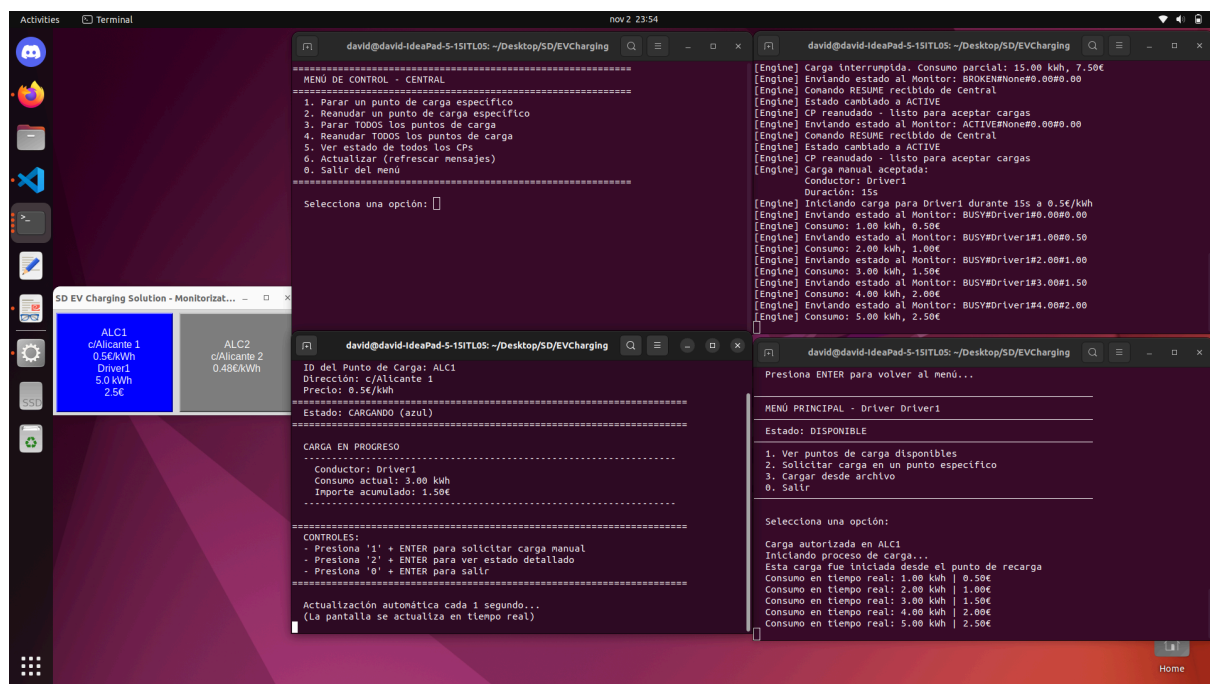 Activities
Terminal
nov 2 23:54
david@david-IdeaPad-5-15ITL05: ~/Desktop/SD/EVCharging
================================================================
MENÚ DE CONTROL - CENTRAL
================================================================
1. Parar un punto de carga específico
2. Reanudar un punto de carga específico
3. Parar TODOS los puntos de carga
4. Reanudar TODOS los puntos de carga
5. Ver estado de todos los CPs
6. Actualizar (refrescar mensajes)
0. Salir del menú
================================================================
Selecciona una opción:
david@david-IdeaPad-5-15ITL05: ~/Desktop/SD/EVCharging
[Engine] Carga interrumpida. Consumo parcial: 15.00 kWh, 7.50€
[Engine] Enviando estado al Monitor: BROKEN#None#0.00#0.00
[Engine] Comando RESUME recibido de Central
[Engine] Estado cambiado a ACTIVE
[Engine] CP reanudado - listo para aceptar cargas
[Engine] Enviando estado al Monitor: ACTIVE#None#0.00#0.00
[Engine] Comando RESUME recibido de Central
[Engine] Estado cambiado a ACTIVE
[Engine] CP reanudado - listo para aceptar cargas
[Engine] Carga manual aceptada:
Conductor: Driver1
Duración: 15s
[Engine] Iniciando carga para Driver1 durante 15s a 0.5€/kWh
[Engine] Enviando estado al Monitor: BUSY#Driver1#0.00#0.00
[Engine] Consumo: 1.00 kWh, 0.50€
[Engine] Enviando estado al Monitor: BUSY#Driver1#1.00#0.50
[Engine] Consumo: 2.00 kWh, 1.00€
[Engine] Enviando estado al Monitor: BUSY#Driver1#2.00#1.00
[Engine] Consumo: 3.00 kWh, 1.50€
[Engine] Enviando estado al Monitor: BUSY#Driver1#3.00#1.50
[Engine] Consumo: 4.00 kWh, 2.00€
[Engine] Enviando estado al Monitor: BUSY#Driver1#4.00#2.00
[Engine] Consumo: 5.00 kWh, 2.50€
SD EV Charging Solution - Monitorizat...
ALC1
c/Alicante 1
0.5€/kWh
Driver1
5.0 kWh
2.5€
ALC2
c/Alicante 2
0.48€/kWh
david@david-IdeaPad-5-15ITL05: ~/Desktop/SD/EVCharging
ID del Punto de Carga: ALC1
Dirección: c/Alicante 1
Precio: 0.5€/kWh
======================================================================
Estado: CARGANDO (azul)
======================================================================
CARGA EN PROGRESO
----------------------------------------------------------------------
Conductor: Driver1
Consumo actual: 3.00 kWh
Importe acumulado: 1.50€
----------------------------------------------------------------------
======================================================================
CONTROLES:
- Presiona '1' + ENTER para solicitar carga manual
- Presiona '2' + ENTER para ver estado detallado
- Presiona '0' + ENTER para salir
======================================================================
Actualización automática cada 1 segundo...
(La pantalla se actualiza en tiempo real)
david@david-IdeaPad-5-15ITL05: ~/Desktop/SD/EVCharging
Presiona ENTER para volver al menú...
MENÚ PRINCIPAL - Driver Driver1
Estado: DISPONIBLE
1. Ver puntos de carga disponibles
2. Solicitar carga en un punto específico
3. Cargar desde archivo
0. Salir
Selecciona una opción:
Carga autorizada en ALC1
Iniciando proceso de carga...
Esta carga fue iniciada desde el punto de recarga
Consumo en tiempo real: 1.00 kWh | 0.50€
Consumo en tiempo real: 2.00 kWh | 1.00€
Consumo en tiempo real: 3.00 kWh | 1.50€
Consumo en tiempo real: 4.00 kWh | 2.00€
Consumo en tiempo real: 5.00 kWh | 2.50€
SSD
Home